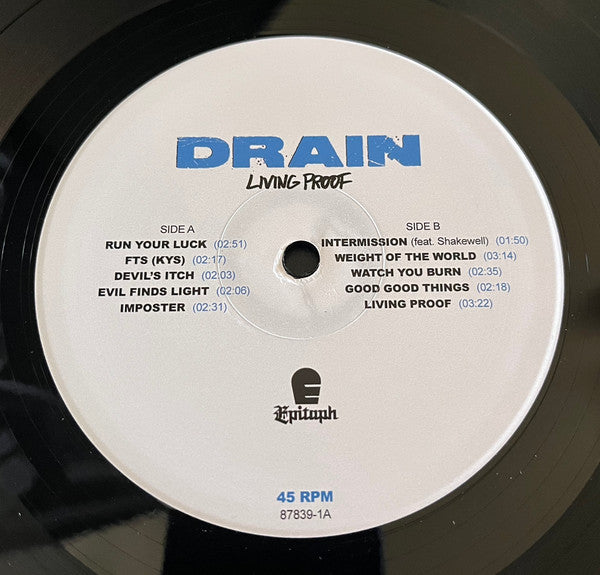 DRAIN
LIVING PROOF
SIDE A
RUN YOUR LUCK (02:51)
FTS (KYS) (02:17)
DEVIL'S ITCH (02:03)
EVIL FINDS LIGHT (02:06)
IMPOSTER (02:31)
SIDE B
INTERMISSION (feat. Shakewell) (01:50)
WEIGHT OF THE WORLD (03:14)
WATCH YOU BURN (02:35)
GOOD GOOD THINGS (02:18)
LIVING PROOF (03:22)
E
Epitaph
45 RPM
87839-1A